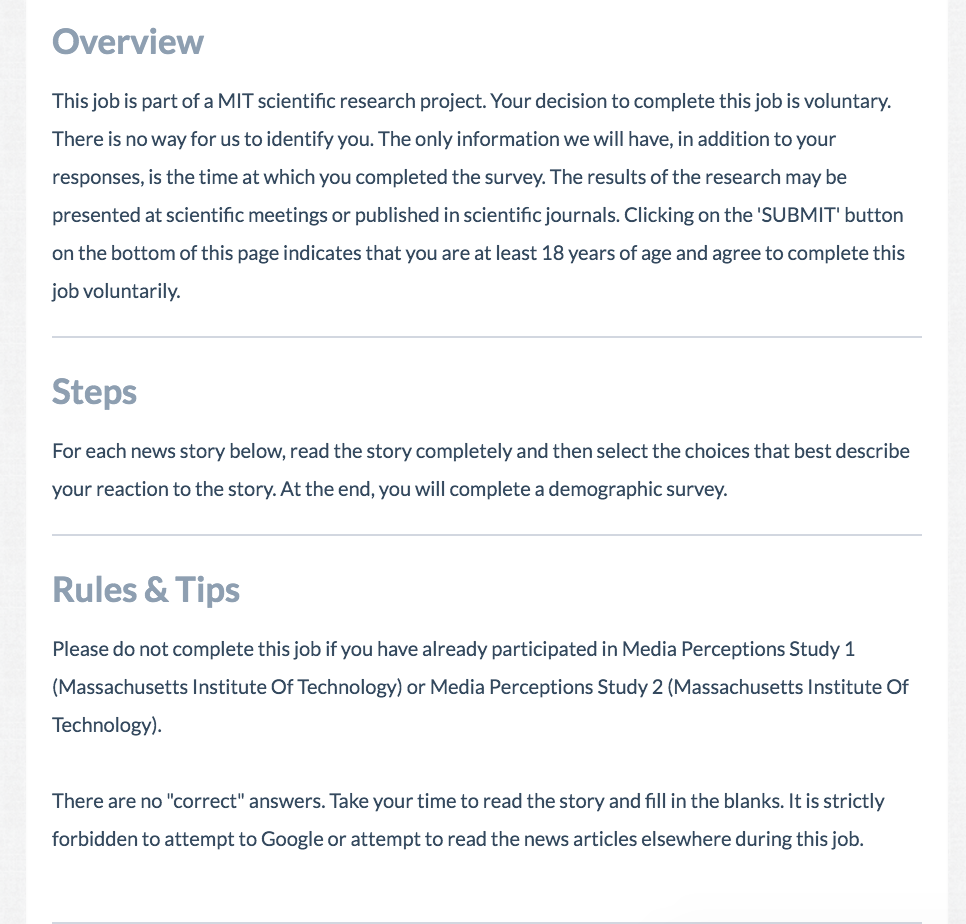 Overview
This job is part of a MIT scientific research project. Your decision to complete this job is voluntary.
There is no way for us to identify you. The only information we will have, in addition to your
responses, is the time at which you completed the survey. The results of the research may be
presented at scientific meetings or published in scientific journals. Clicking on the 'SUBMIT' button
on the bottom of this page indicates that you are at least 18 years of age and agree to complete this
job voluntarily.
Steps
For each news story below, read the story completely and then select the choices that best describe
your reaction to the story. At the end, you will complete a demographic survey.
Rules & Tips
Please do not complete this job if you have already participated in Media Perceptions Study 1
(Massachusetts Institute Of Technology) or Media Perceptions Study 2 (Massachusetts Institute Of
Technology).
There are no "correct" answers. Take your time to read the story and fill in the blanks. It is strictly
forbidden to attempt to Google or attempt to read the news articles elsewhere during this job.